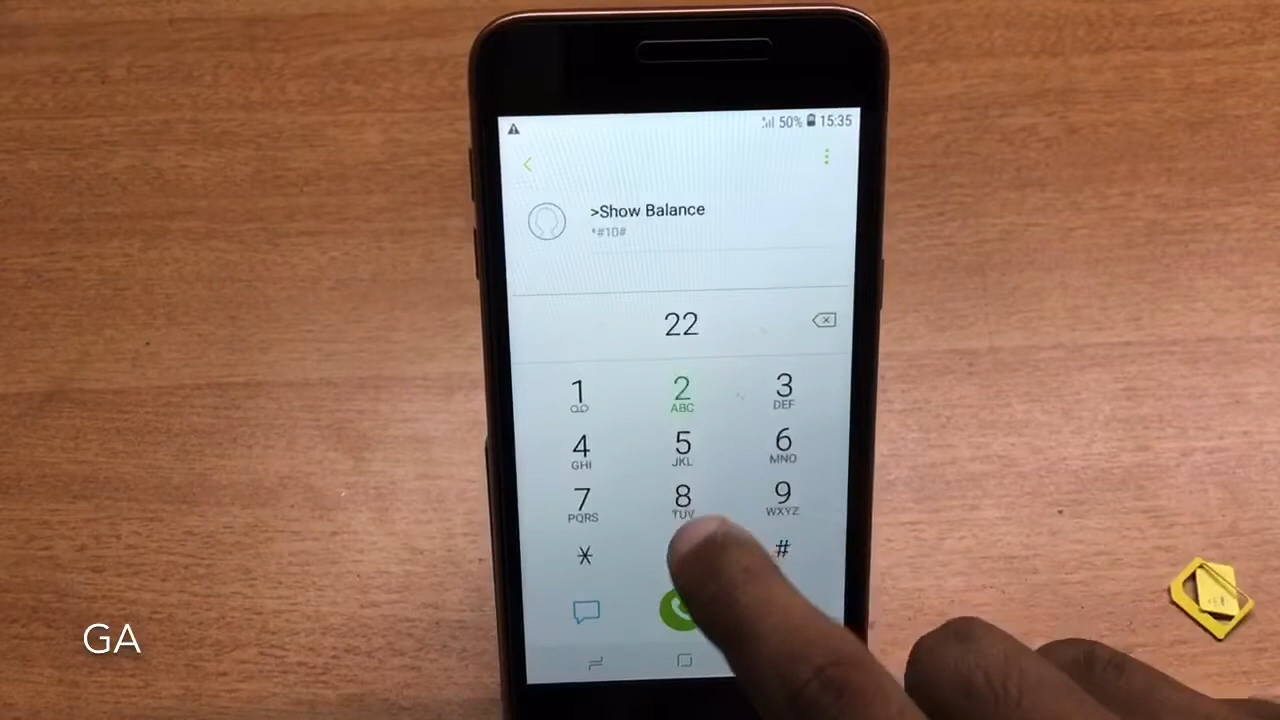 50% 15:35
>Show Balance
*#10#
22
1 2 3
ABC DEF
4 5 6
GHI JKL MNO
7 8 9
PQRS TUV WXYZ
* #
GA